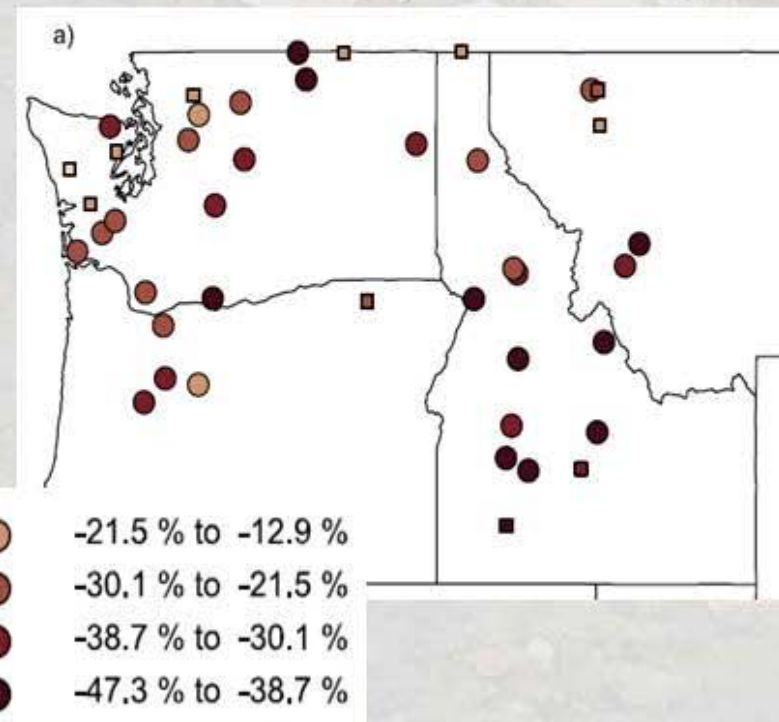 a)
-21.5 % to -12.9 %
-30.1 % to -21.5 %
-38.7 % to -30.1 %
-47.3 % to -38.7 %